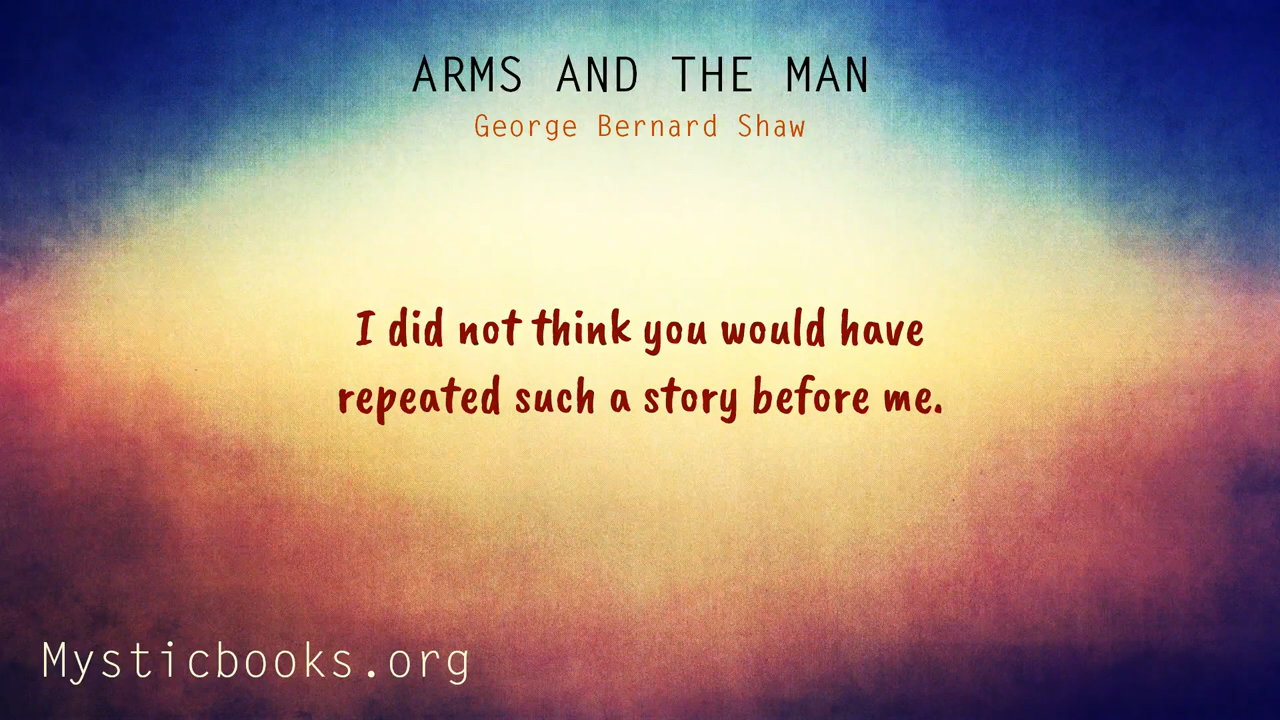 ARMS AND THE MAN
George Bernard Shaw
I did not think you would have
repeated such a story before me.
Mysticbooks.org